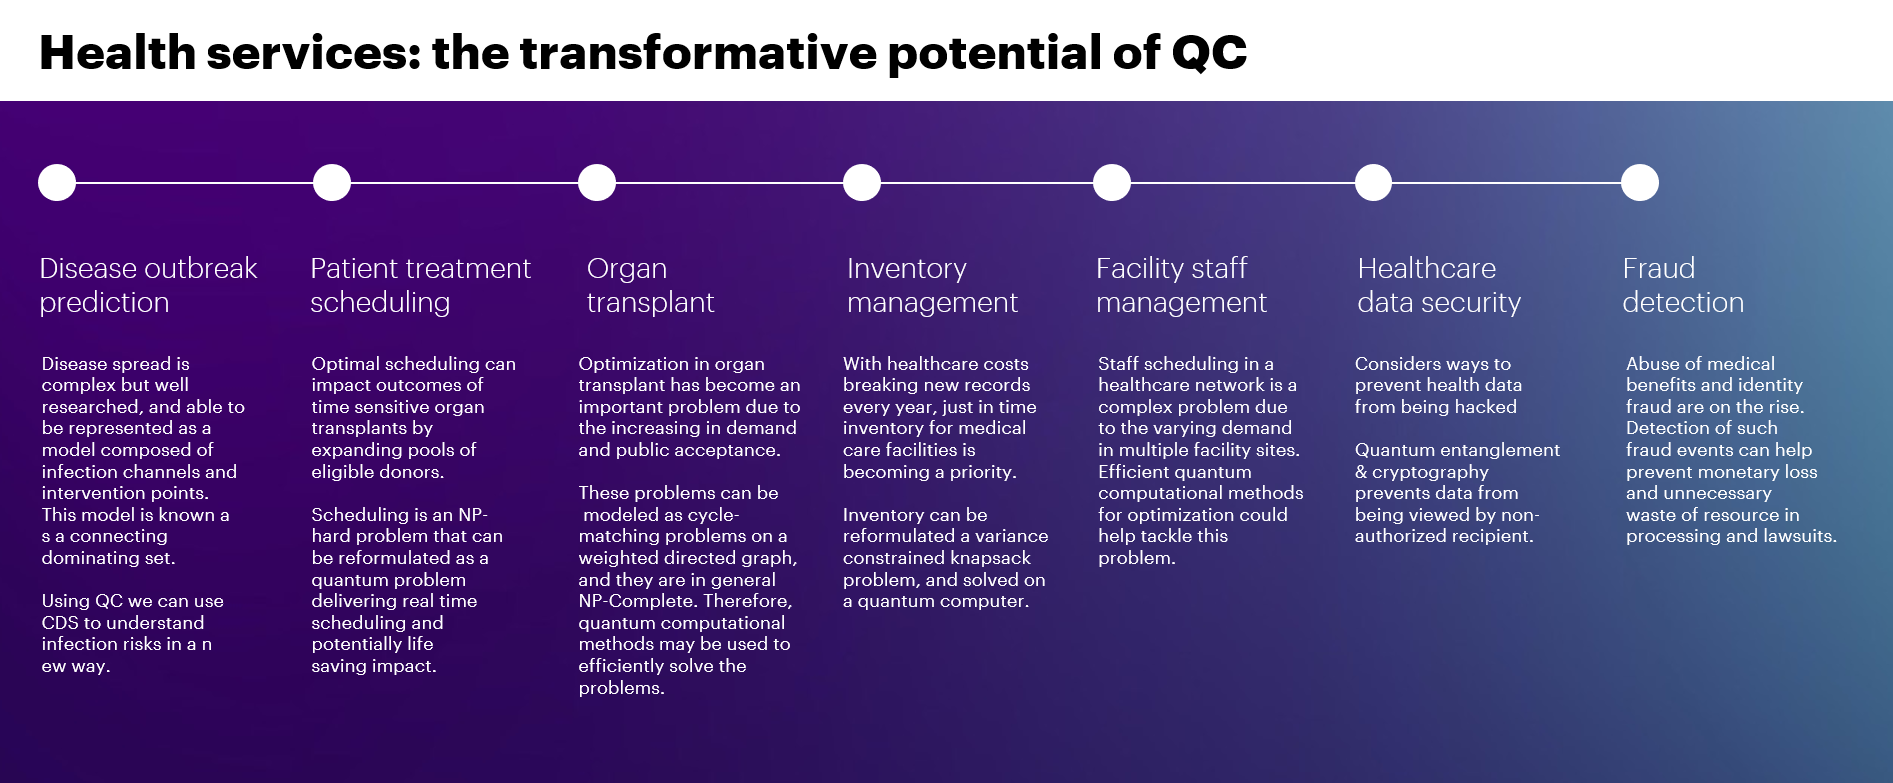 Health services: the transformative potential of QC
Disease outbreak
prediction
Disease spread is
complex but well
researched, and able to
be represented as a
model composed of
infection channels and
intervention points.
This model is known a
s a connecting
dominating set.
Using QC we can use
CDS to understand
infection risks in a n
ew way.
Patient treatment
scheduling
Optimal scheduling can
impact outcomes of
time sensitive organ
transplants by
expanding pools of
eligible donors.
Scheduling is an NP-
hard problem that can
be reformulated as a
quantum problem
delivering real time
scheduling and
potentially life
saving impact.
Organ
transplant
Optimization in organ
transplant has become an
important problem due to
the increasing in demand
and public acceptance.
These problems can be
modeled as cycle-
matching problems on a
weighted directed graph,
and they are in general
NP-Complete. Therefore,
quantum computational
methods may be used to
efficiently solve the
problems.
Inventory
management
With healthcare costs
breaking new records
every year, just in time
inventory for medical
care facilities is
becoming a priority.
Inventory can be
reformulated a variance
constrained knapsack
problem, and solved on
a quantum computer.
Facility staff
management
Staff scheduling in a
healthcare network is a
complex problem due
to the varying demand
in multiple facility sites.
Efficient quantum
computational methods
for optimization could
help tackle this
problem.
Healthcare
data security
Considers ways to
prevent health data
from being hacked
Quantum entanglement
& cryptography
prevents data from
being viewed by non-
authorized recipient.
Fraud
detection
Abuse of medical
benefits and identity
fraud are on the rise.
Detection of such
fraud events can help
prevent monetary loss
and unnecessary
waste of resource in
processing and lawsuits.